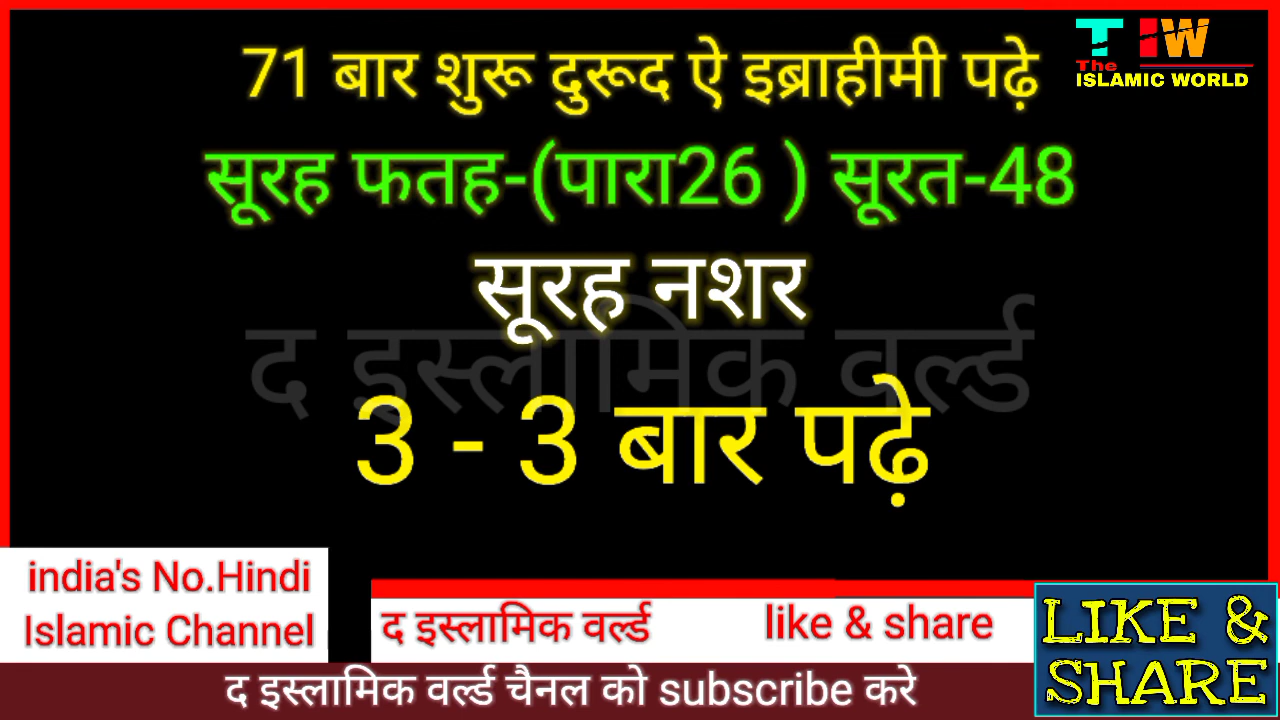 71 बार शुरू दुरूद ऐ इब्राहीमी पढ़े
TIW
The
ISLAMIC WORLD
सूरह फतह-(पारा26 ) सूरत-48
सूरह नशर
द इस्लामिक वर्ल्ड
3 - 3 बार पढ़े
india's No.Hindi
Islamic Channel
द इस्लामिक वर्ल्ड like & share
LIKE &
SHARE
द इस्लामिक वर्ल्ड चैनल को subscribe करे